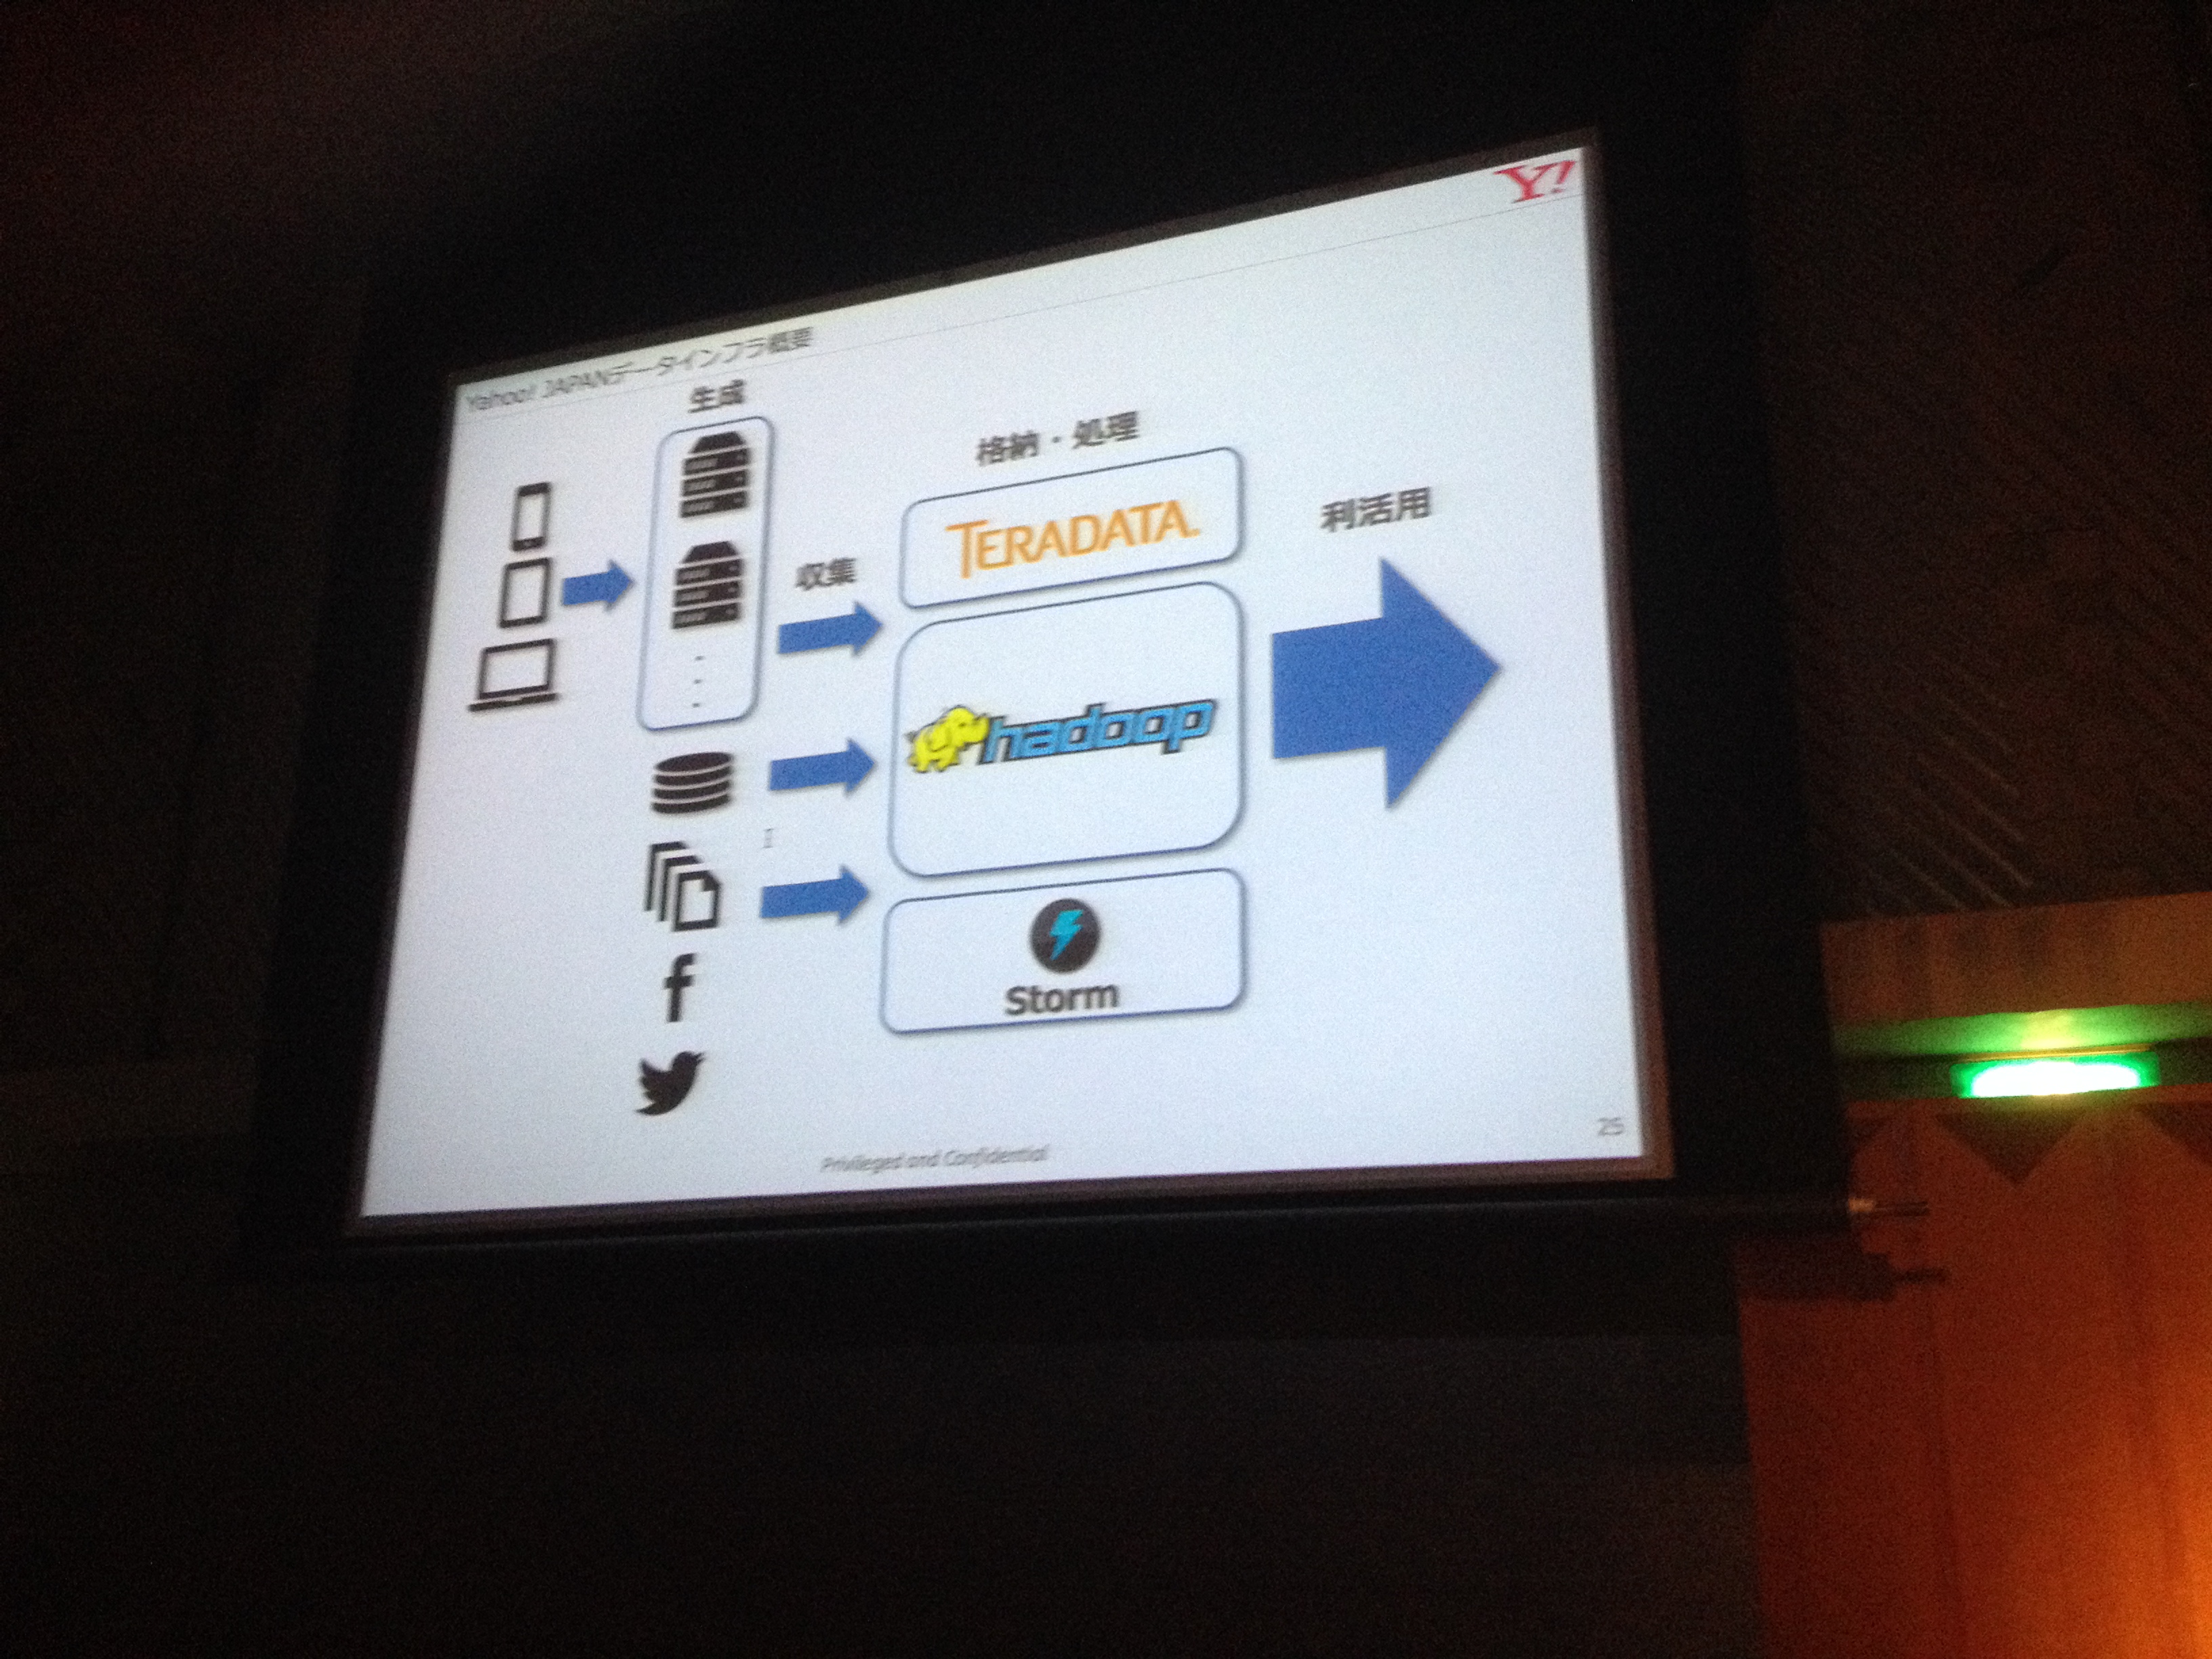 Y!
Yahoo! JAPANデータインフラ概要
生成
格納・処理
利活用
収集
TERADATA.
hadoop
Storm
Privileged and Confidential
25